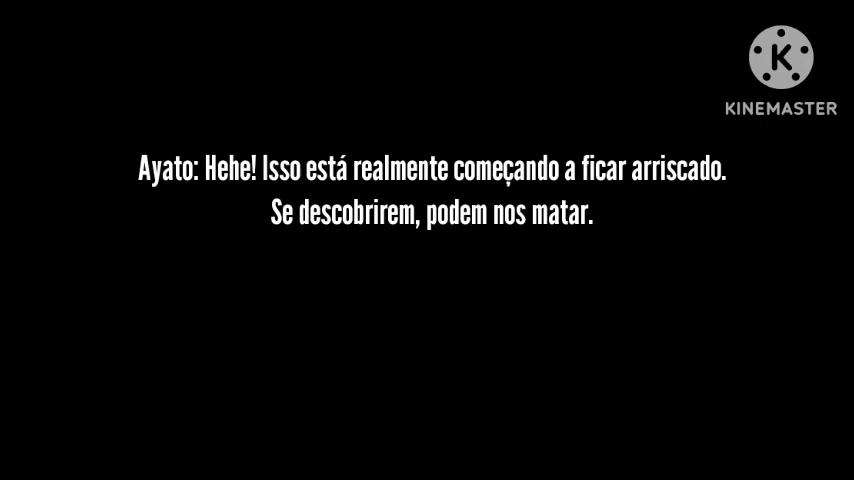 KINEMASTER
Ayato: Hehe! Isso está realmente começando a ficar arriscado.
Se descobrirem, podem nos matar.